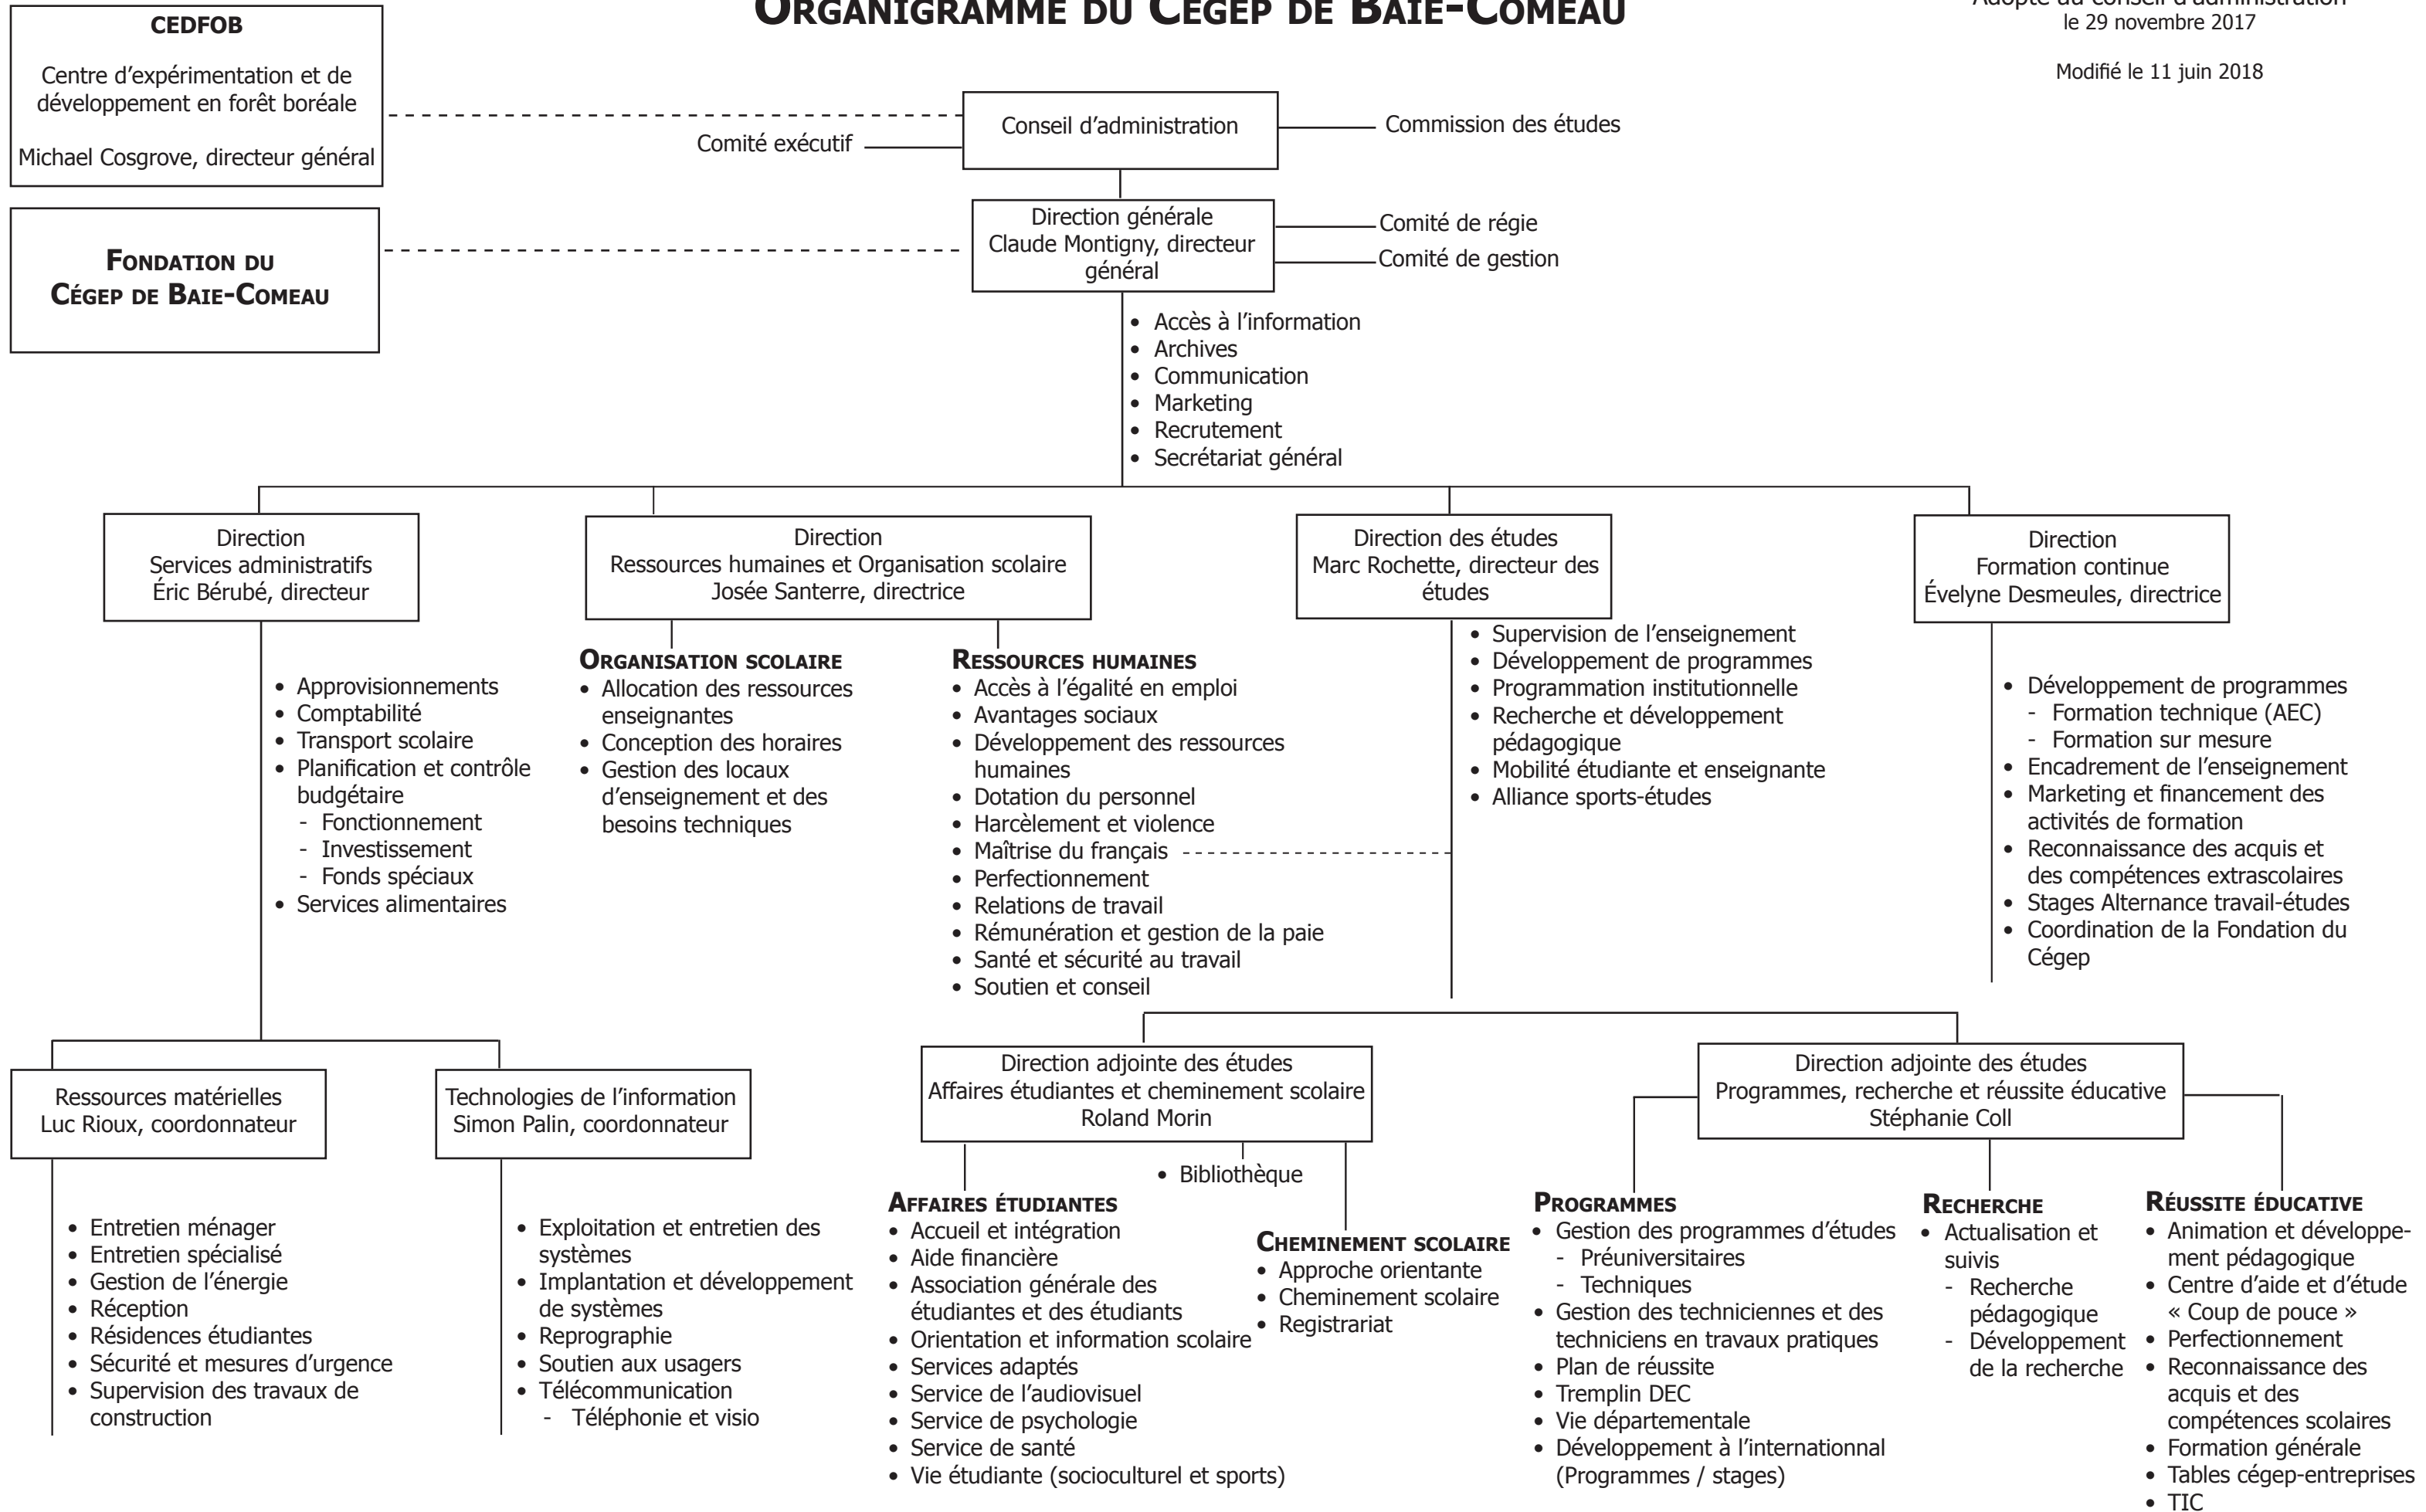 ORGANIGRAMME DU CÉGEP DE BAIE-COMEAU
Adopté au conseil d'administration
le 29 novembre 2017
Modifié le 11 juin 2018
CEDFOB
Centre d'expérimentation et de
développement en forêt boréale
Michael Cosgrove, directeur général
FONDATION DU
CÉGEP DE BAIE-COMEAU
Conseil d'administration
Comité exécutif
Commission des études
Direction générale
Claude Montigny, directeur
général
Comité de régie
Comité de gestion
• Accès à l'information
• Archives
• Communication
• Marketing
• Recrutement
• Secrétariat général
Direction
Services administratifs
Éric Bérubé, directeur
• Approvisionnements
• Comptabilité
• Transport scolaire
• Planification et contrôle
budgétaire
- Fonctionnement
- Investissement
- Fonds spéciaux
• Services alimentaires
Direction
Ressources humaines et Organisation scolaire
Josée Santerre, directrice
ORGANISATION SCOLAIRE
• Allocation des ressources
enseignantes
• Conception des horaires
• Gestion des locaux
d'enseignement et des
besoins techniques
RESSOURCES HUMAINES
• Accès à l'égalité en emploi
• Avantages sociaux
• Développement des ressources
humaines
• Dotation du personnel
• Harcèlement et violence
• Maîtrise du français
• Perfectionnement
• Relations de travail
• Rémunération et gestion de la paie
• Santé et sécurité au travail
• Soutien et conseil
Direction des études
Marc Rochette, directeur des
études
• Supervision de l'enseignement
• Développement de programmes
• Programmation institutionnelle
• Recherche et développement
pédagogique
• Mobilité étudiante et enseignante
• Alliance sports-études
Direction
Formation continue
Évelyne Desmeules, directrice
• Développement de programmes
- Formation technique (AEC)
- Formation sur mesure
• Encadrement de l'enseignement
• Marketing et financement des
activités de formation
• Reconnaissance des acquis et
des compétences extrascolaires
• Stages Alternance travail-études
• Coordination de la Fondation du
Cégep
Ressources matérielles
Luc Rioux, coordonnateur
• Entretien ménager
• Entretien spécialisé
• Gestion de l'énergie
• Réception
• Résidences étudiantes
• Sécurité et mesures d'urgence
• Supervision des travaux de
construction
Technologies de l'information
Simon Palin, coordonnateur
• Exploitation et entretien des
systèmes
• Implantation et développement
de systèmes
• Reprographie
• Soutien aux usagers
• Télécommunication
- Téléphonie et visio
Direction adjointe des études
Affaires étudiantes et cheminement scolaire
Roland Morin
• Bibliothèque
AFFAIRES ÉTUDIANTES
• Accueil et intégration
• Aide financière
• Association générale des
étudiantes et des étudiants
• Orientation et information scolaire
• Services adaptés
• Service de l'audiovisuel
• Service de psychologie
• Service de santé
• Vie étudiante (socioculturel et sports)
CHEMINEMENT SCOLAIRE
• Approche orientante
• Cheminement scolaire
• Registrariat
Direction adjointe des études
Programmes, recherche et réussite éducative
Stéphanie Coll
PROGRAMMES
• Gestion des programmes d'études
- Préuniversitaires
- Techniques
• Gestion des techniciennes et des
techniciens en travaux pratiques
• Plan de réussite
• Tremplin DEC
• Vie départementale
• Développement à l'internationnal
(Programmes / stages)
RECHERCHE
• Actualisation et
suivis
- Recherche
pédagogique
- Développement
de la recherche
RÉUSSITE ÉDUCATIVE
• Animation et développe-
ment pédagogique
• Centre d'aide et d'étude
« Coup de pouce »
• Perfectionnement
• Reconnaissance des
acquis et des
compétences scolaires
• Formation générale
• Tables cégep-entreprises
• TIC